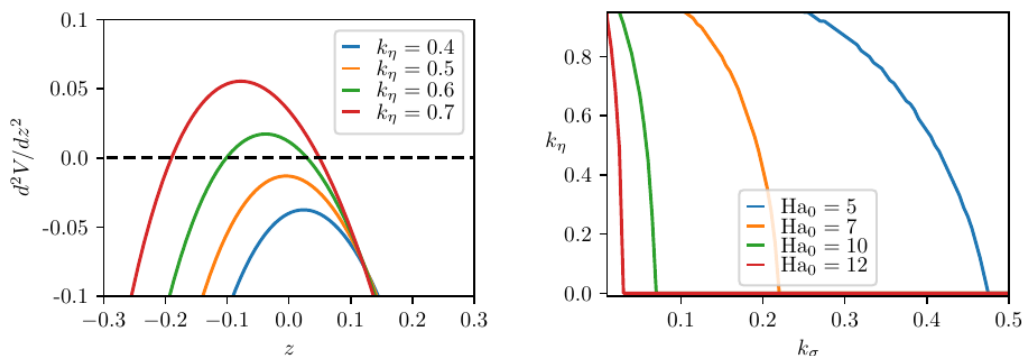 0.1
0.05
0.0
-0.05
-0.1
d²V/dz²
k_η = 0.4
k_η = 0.5
k_η = 0.6
k_η = 0.7
−0.3 −0.2 −0.1 0.0 0.1 0.2 0.3
z
0.8
0.6
0.4
0.2
0.0
k_η
Ha₀ = 5
Ha₀ = 7
Ha₀ = 10
Ha₀ = 12
0.1 0.2 0.3 0.4 0.5
k_σ